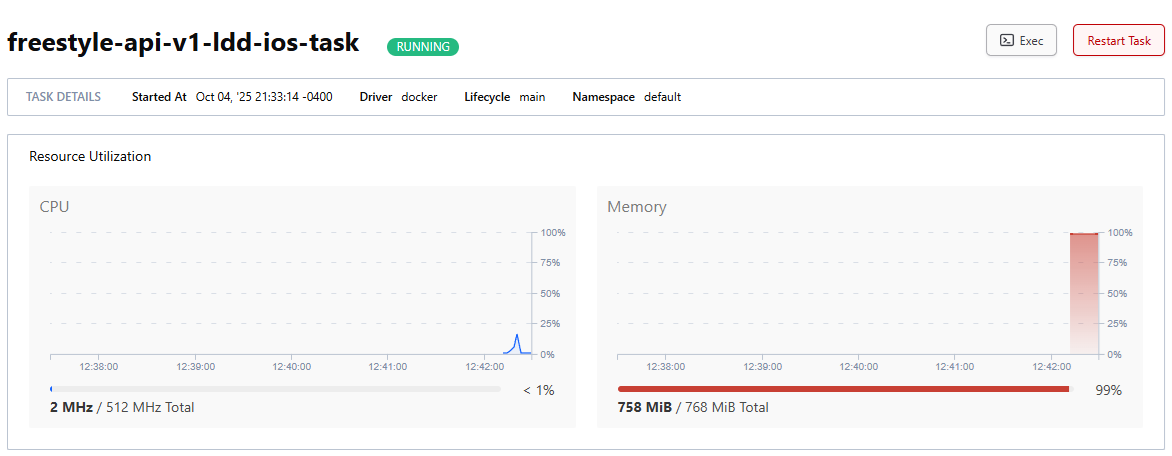 freestyle-api-v1-ldd-ios-task RUNNING Exec Restart Task
TASK DETAILS Started At Oct 04, '25 21:33:14 -0400 Driver docker Lifecycle main Namespace default
Resource Utilization
CPU
100%
75%
50%
25%
0%
12:38:00 12:39:00 12:40:00 12:41:00 12:42:00
< 1%
2 MHz / 512 MHz Total
Memory
100%
75%
50%
25%
0%
12:38:00 12:39:00 12:40:00 12:41:00 12:42:00
99%
758 MiB / 768 MiB Total